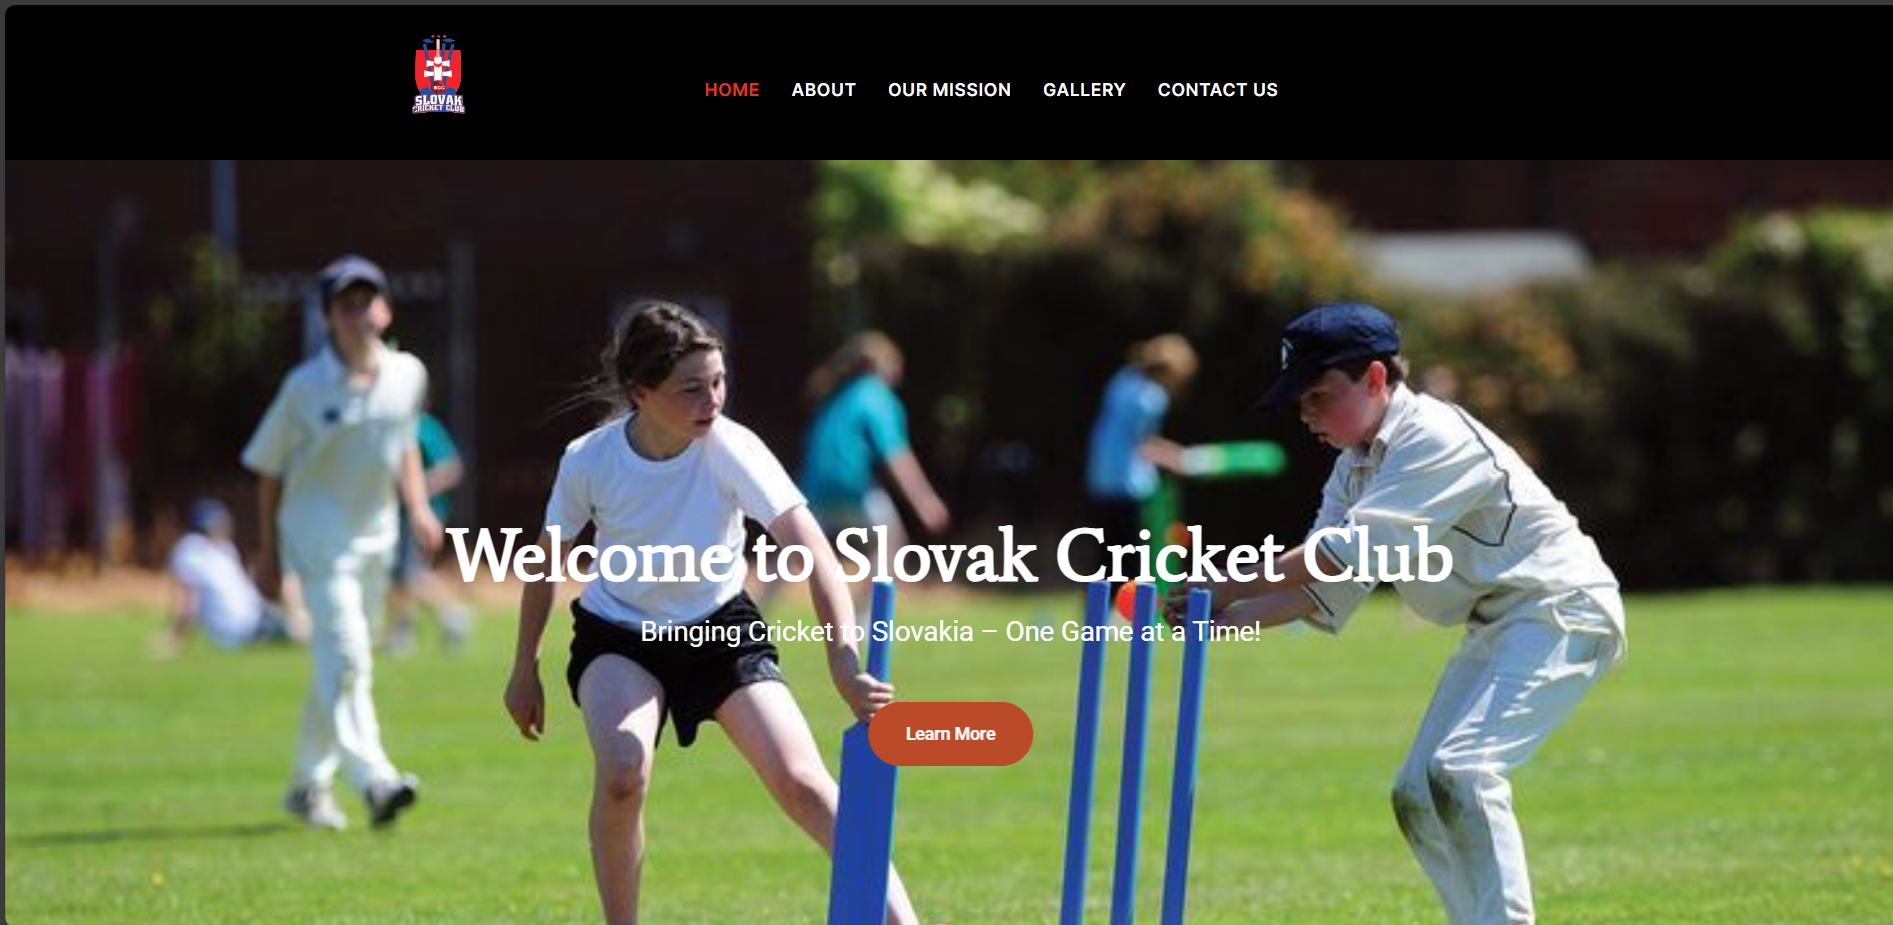 SCC
SLOVAK
CRICKET CLUB
HOME ABOUT OUR MISSION GALLERY CONTACT US
Welcome to Slovak Cricket Club
Bringing Cricket to Slovakia – One Game at a Time!
Learn More